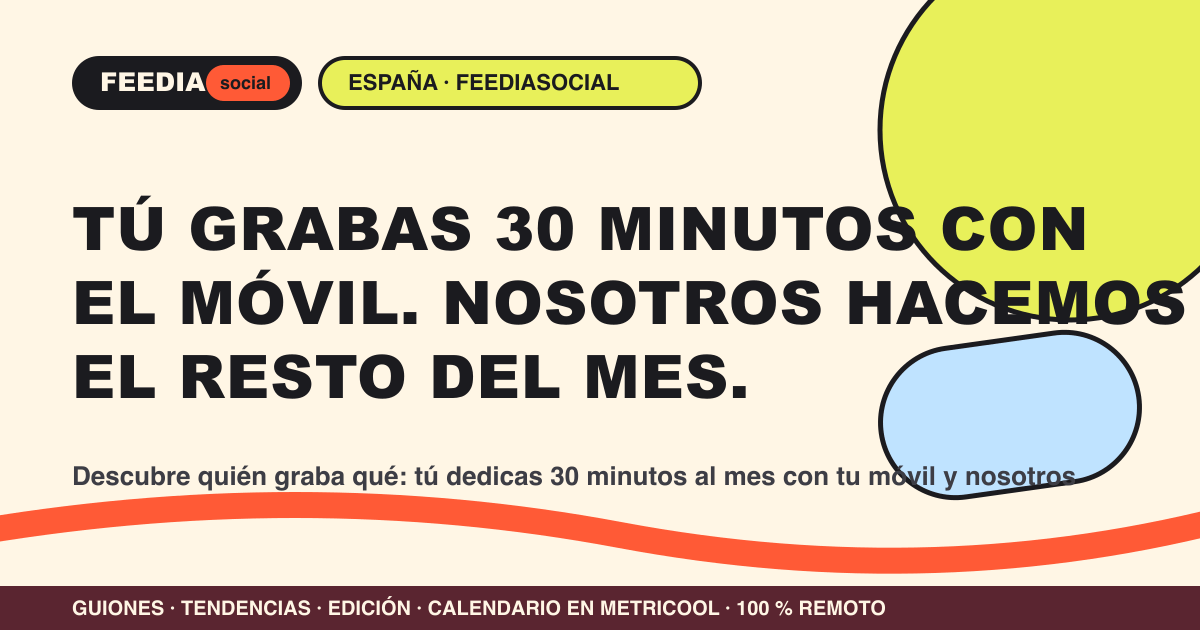 FEEDIA social
ESPAÑA · FEEDIASOCIAL
TÚ GRABAS 30 MINUTOS CON
EL MÓVIL. NOSOTROS HACEMOS
EL RESTO DEL MES.
Descubre quién graba qué: tú dedicas 30 minutos al mes con tu móvil y nosotros
GUIONES · TENDENCIAS · EDICIÓN · CALENDARIO EN METRICOOL · 100 % REMOTO